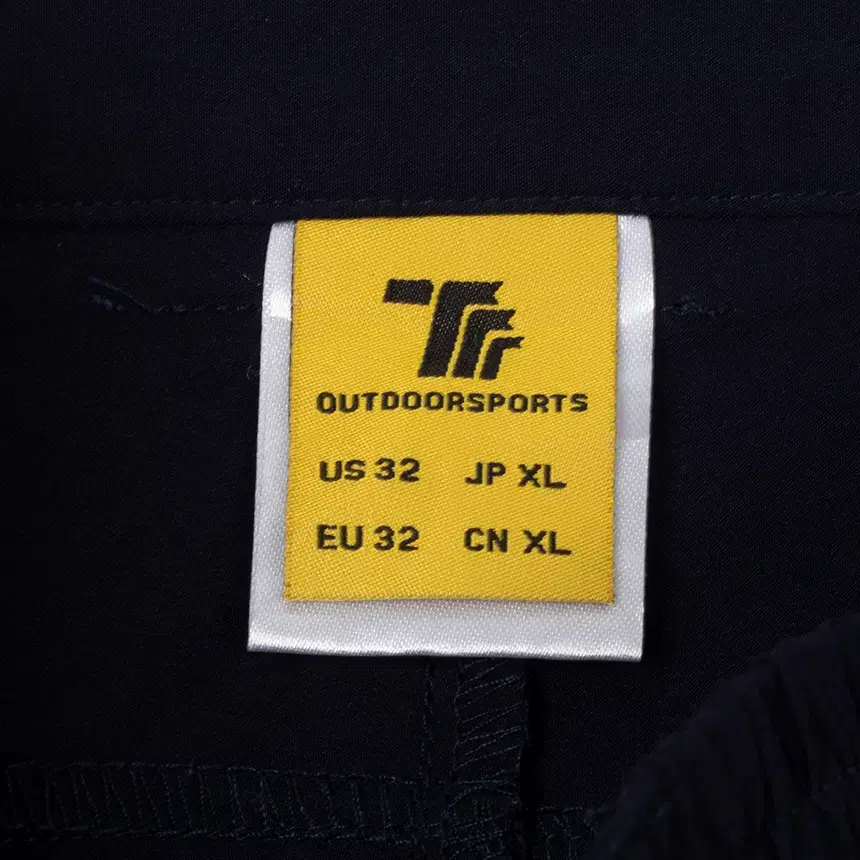 OUTDOORSPORTS
US 32 JP XL
EU 32 CN XL